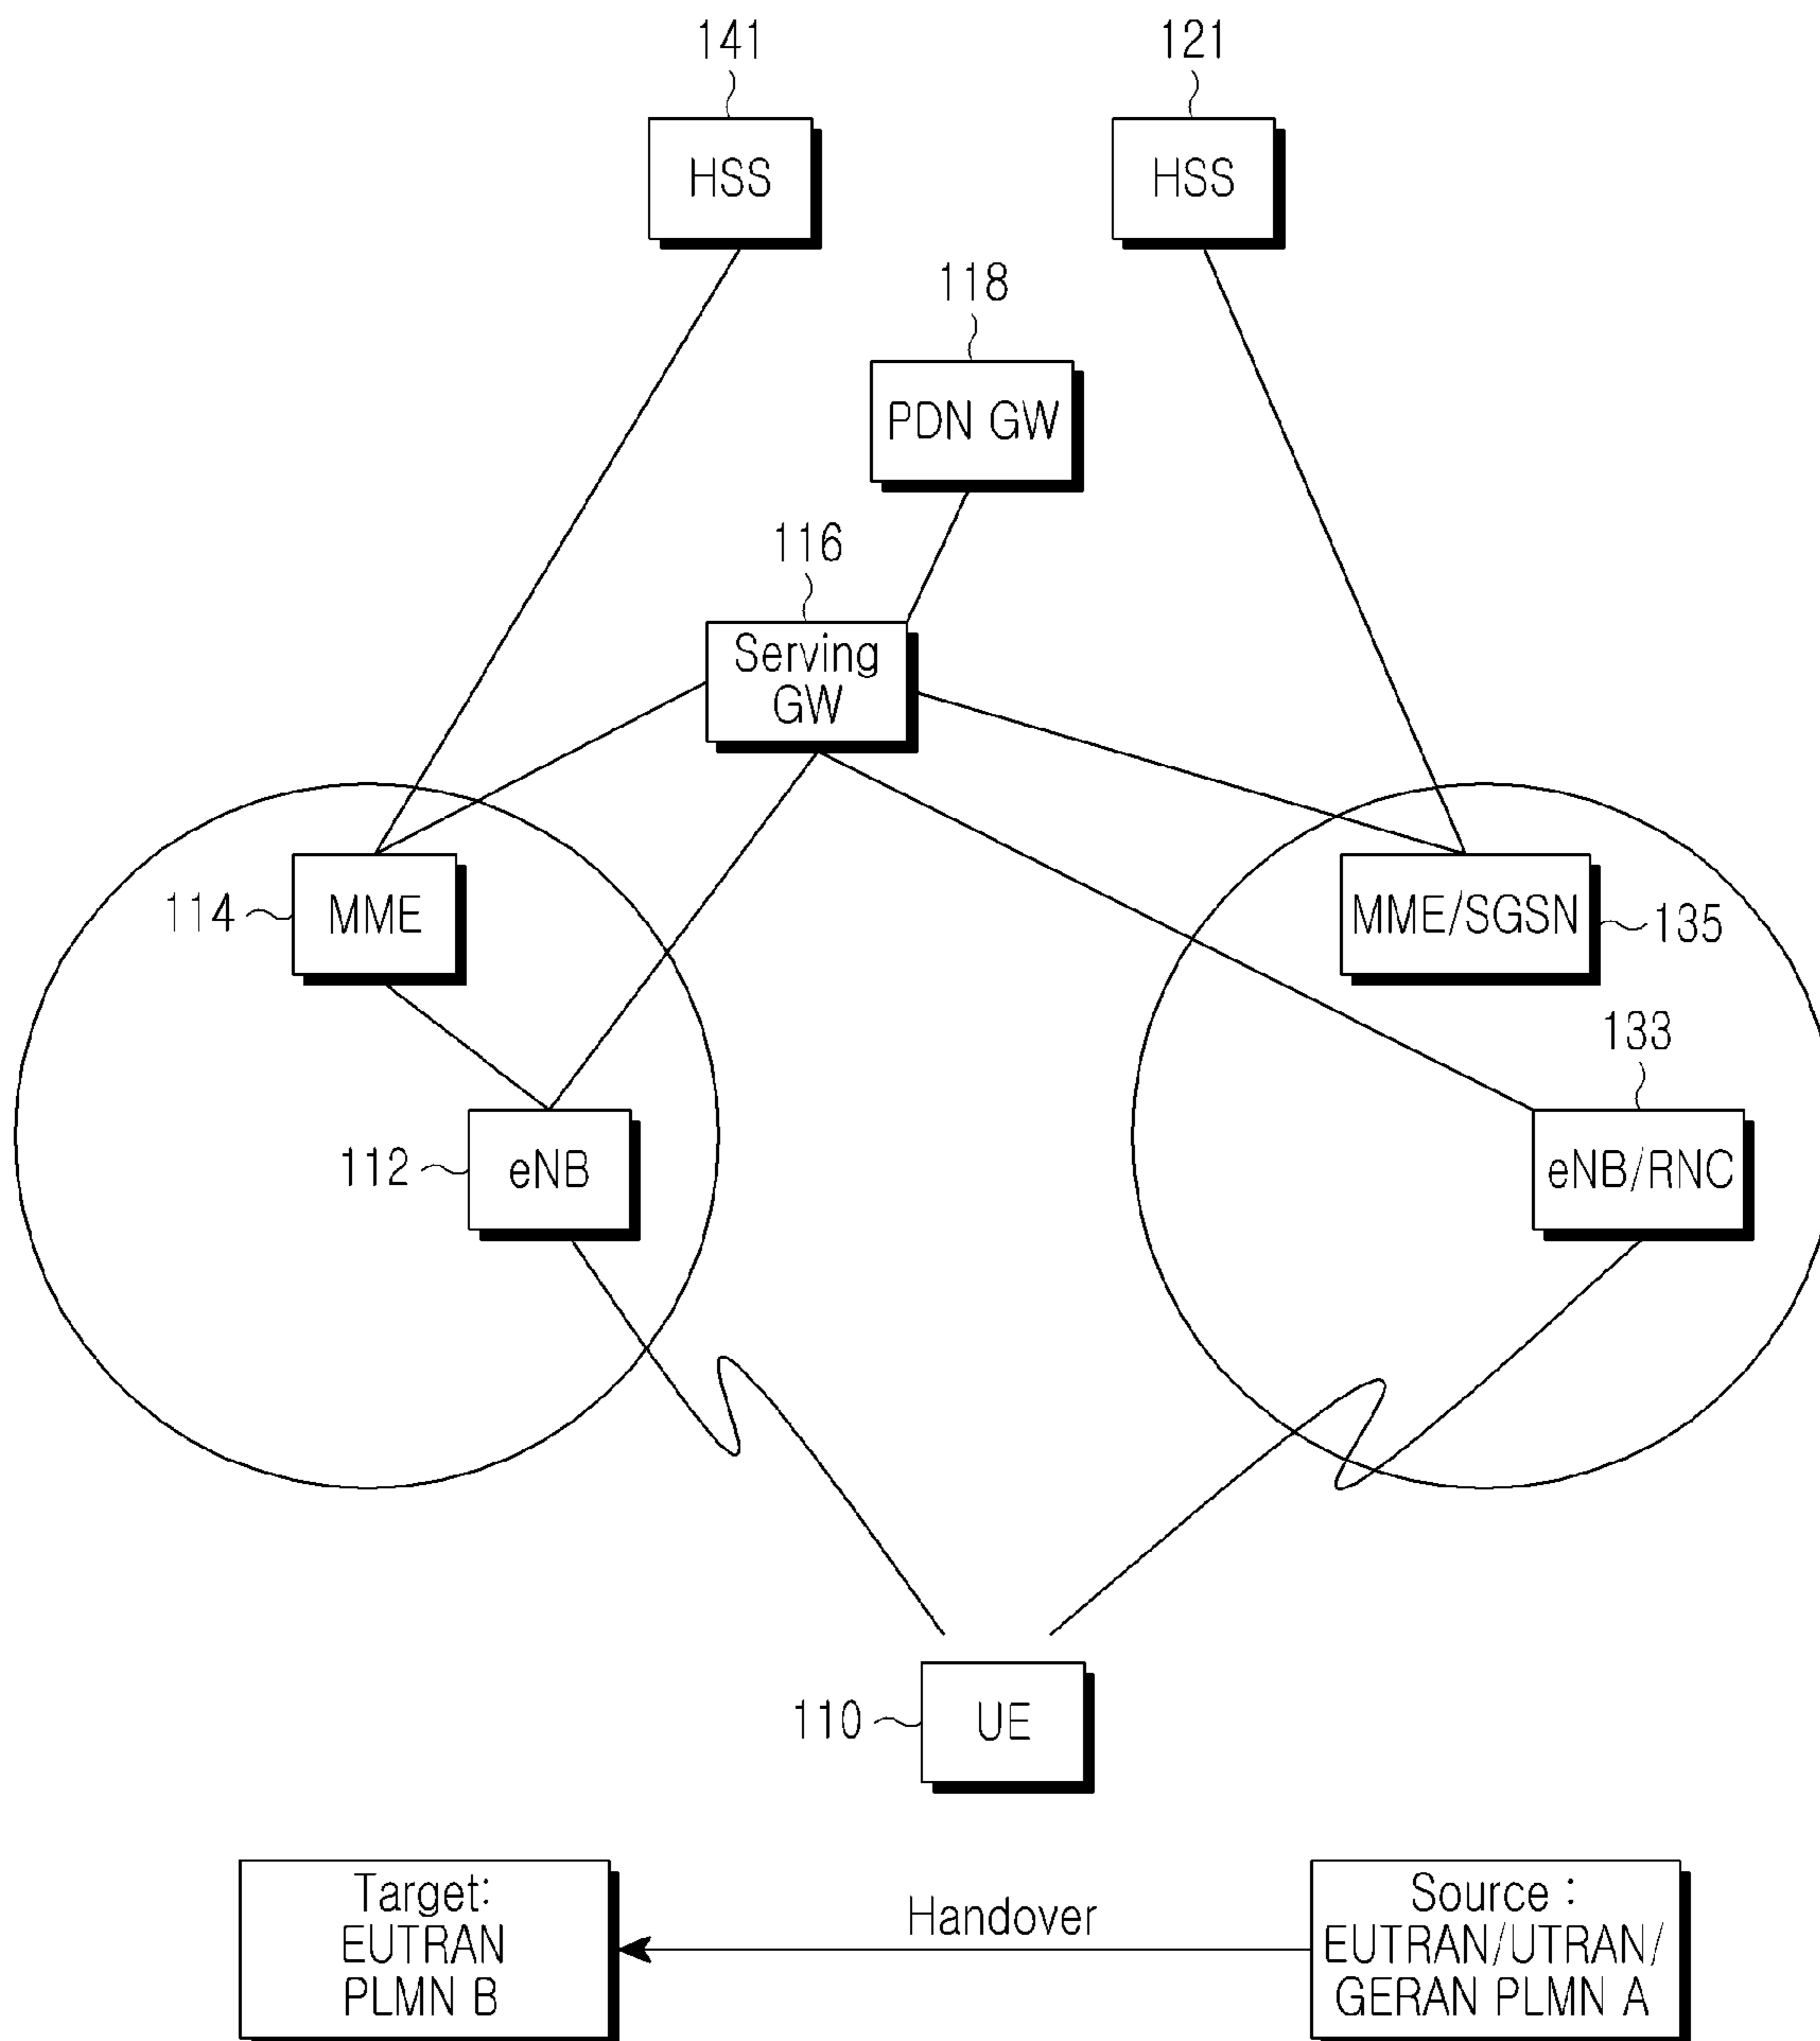 141
121
HSS
HSS
118
PDN GW
116
Serving
GW
114
MME
MME/SGSN
135
133
112
eNB
eNB/RNC
110
UE
Target:
EUTRAN
PLMN B
Handover
Source :
EUTRAN/UTRAN/
GERAN PLMN A